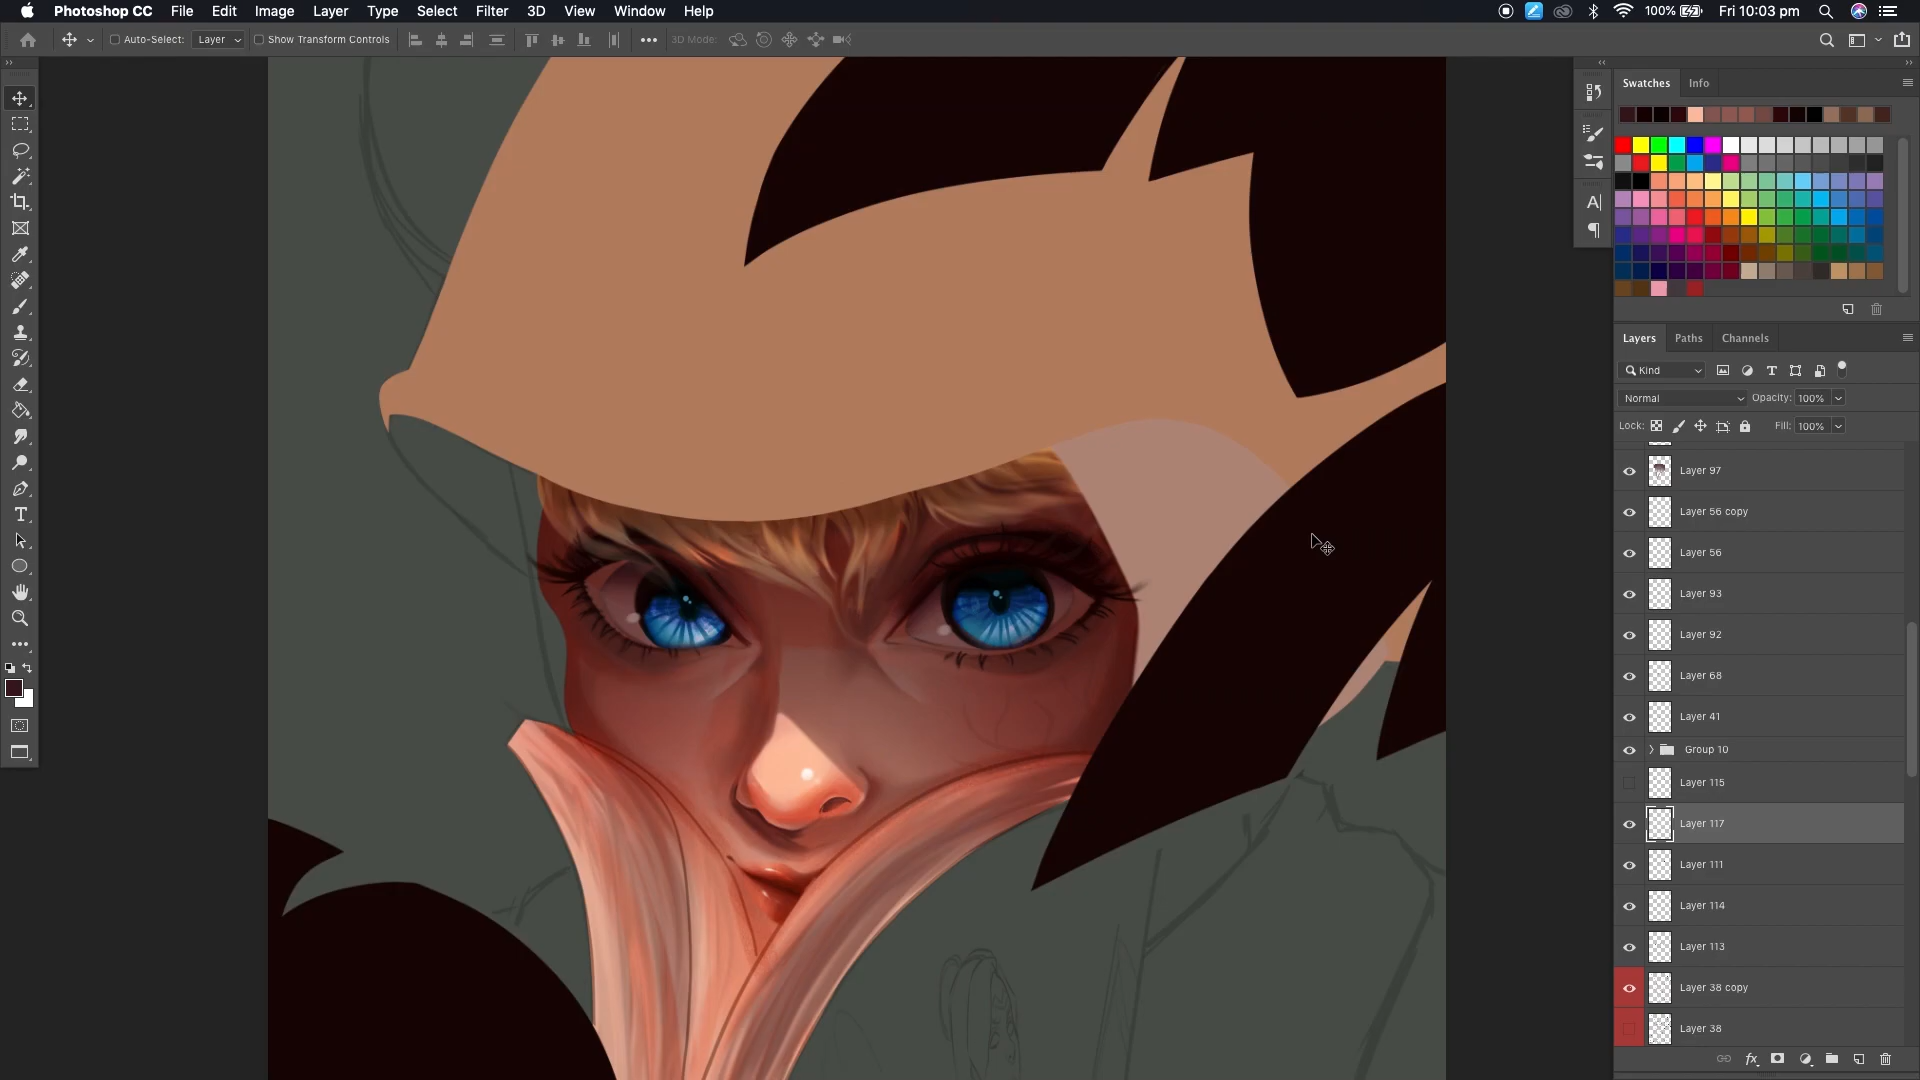 Photoshop CC File Edit Image Layer Type Select Filter 3D View Window Help 100% Fri 10:03 pm
Auto-Select: Layer Show Transform Controls 3D Mode:
Swatches Info
Layers Paths Channels
Kind
Normal Opacity: 100%
Lock: Fill: 100%
Layer 97
Layer 56 copy
Layer 56
Layer 93
Layer 92
Layer 68
Layer 41
Group 10
Layer 115
Layer 117
Layer 111
Layer 114
Layer 113
Layer 38 copy
Layer 38